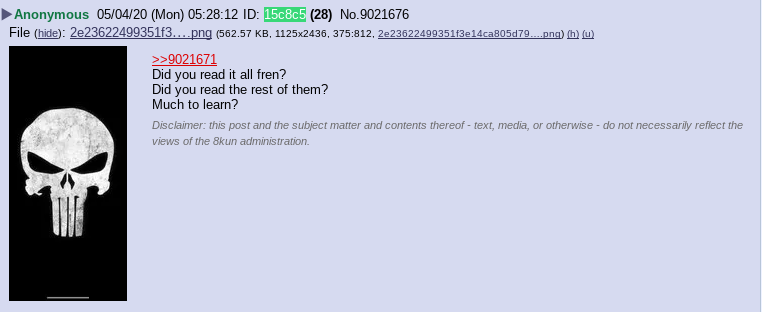 Anonymous 05/04/20 (Mon) 05:28:12 ID: 15c8c5 (28) No.9021676
File (hide): 2e23622499351f3….png (562.57 KB, 1125x2436, 375:812, 2e23622499351f3e14ca805d79….png) (h) (u)
>>9021671
Did you read it all fren?
Did you read the rest of them?
Much to learn?
Disclaimer: this post and the subject matter and contents thereof - text, media, or otherwise - do not necessarily reflect the
views of the 8kun administration.